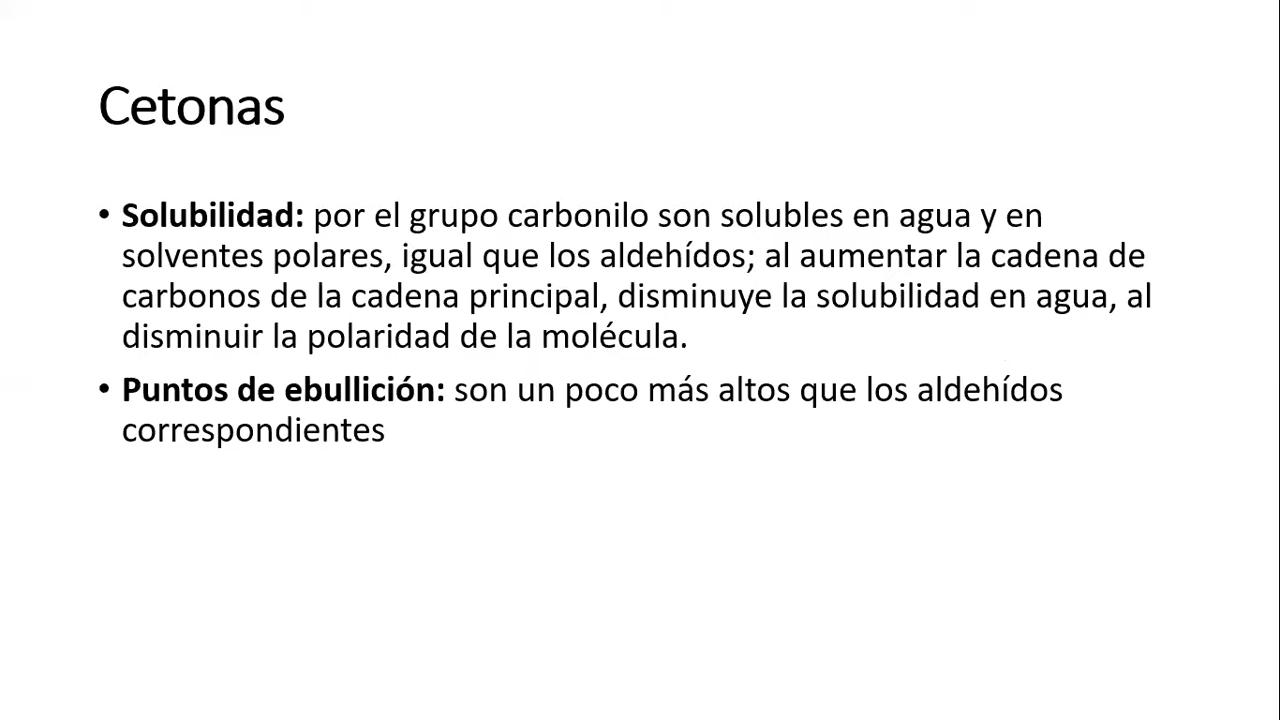 Cetonas
• Solubilidad: por el grupo carbonilo son solubles en agua y en
solventes polares, igual que los aldehídos; al aumentar la cadena de
carbonos de la cadena principal, disminuye la solubilidad en agua, al
disminuir la polaridad de la molécula.
• Puntos de ebullición: son un poco más altos que los aldehídos
correspondientes